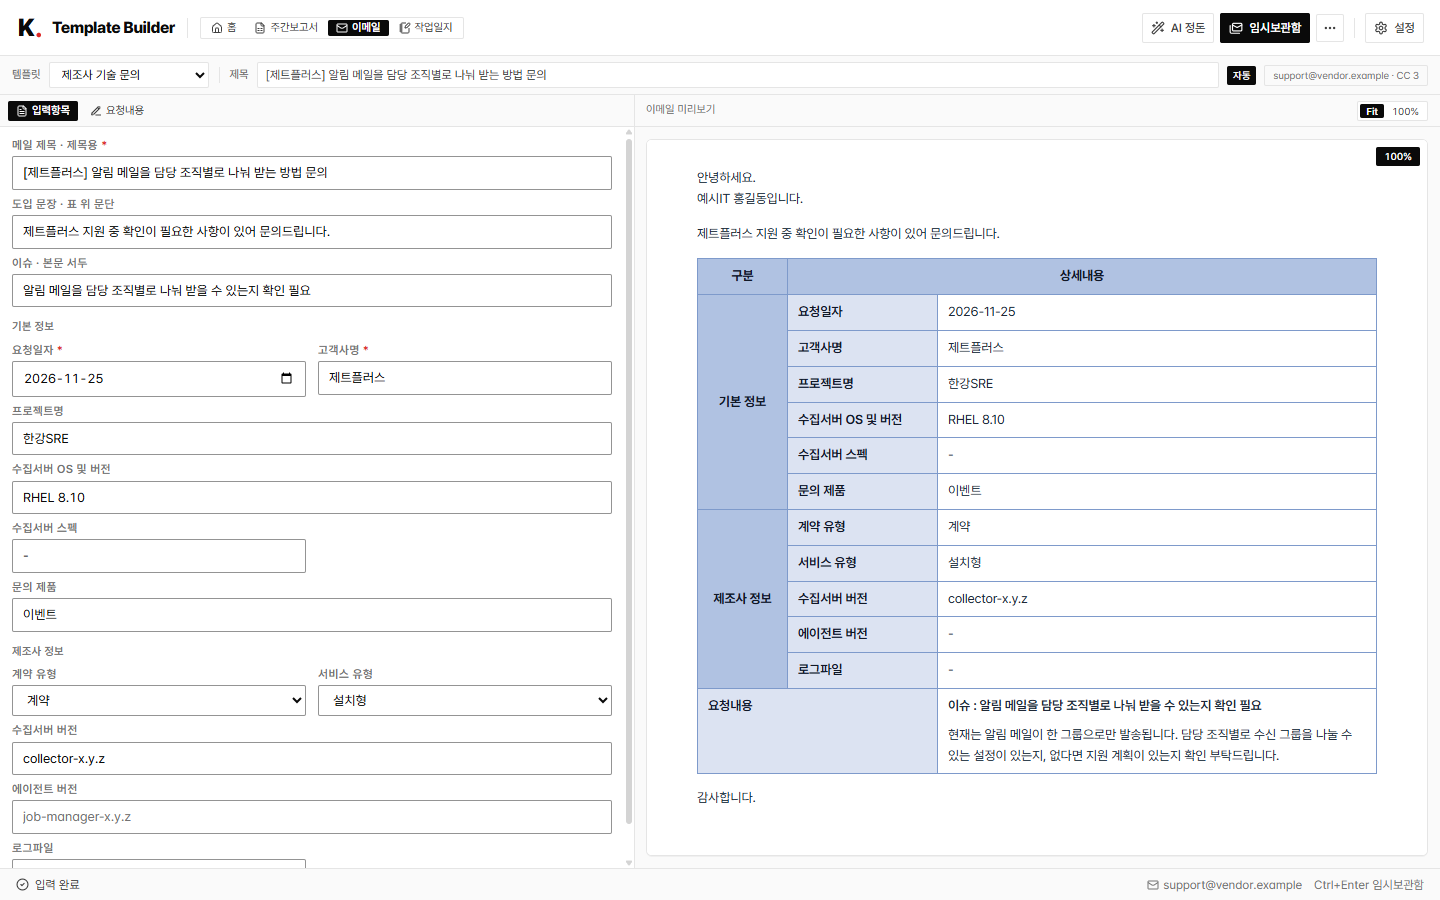 K. Template Builder
홈
주간보고서
이메일
작업일지
AI 정돈
임시보관함
설정
템플릿
제조사 기술 문의
제목
[제트플러스] 알림 메일을 담당 조직별로 나눠 받는 방법 문의
자동
support@vendor.example · CC 3
입력항목
요청내용
이메일 미리보기
Fit
100%
메일 제목 · 제목용 *
[제트플러스] 알림 메일을 담당 조직별로 나눠 받는 방법 문의
도입 문장 · 표 위 문단
제트플러스 지원 중 확인이 필요한 사항이 있어 문의드립니다.
이슈 · 본문 서두
알림 메일을 담당 조직별로 나눠 받을 수 있는지 확인 필요
기본 정보
요청일자 *
고객사명 *
2026-11-25
제트플러스
프로젝트명
한강SRE
수집서버 OS 및 버전
RHEL 8.10
수집서버 스펙
-
문의 제품
이벤트
제조사 정보
계약 유형
서비스 유형
계약
설치형
수집서버 버전
collector-x.y.z
에이전트 버전
job-manager-x.y.z
로그파일
100%
안녕하세요.
예시IT 홍길동입니다.
제트플러스 지원 중 확인이 필요한 사항이 있어 문의드립니다.
구분
상세내용
기본 정보
요청일자
2026-11-25
고객사명
제트플러스
프로젝트명
한강SRE
수집서버 OS 및 버전
RHEL 8.10
수집서버 스펙
-
문의 제품
이벤트
제조사 정보
계약 유형
계약
서비스 유형
설치형
수집서버 버전
collector-x.y.z
에이전트 버전
-
로그파일
-
요청내용
이슈 : 알림 메일을 담당 조직별로 나눠 받을 수 있는지 확인 필요
현재는 알림 메일이 한 그룹으로만 발송됩니다. 담당 조직별로 수신 그룹을 나눌 수
있는 설정이 있는지, 없다면 지원 계획이 있는지 확인 부탁드립니다.
감사합니다.
입력 완료
support@vendor.example
Ctrl+Enter 임시보관함